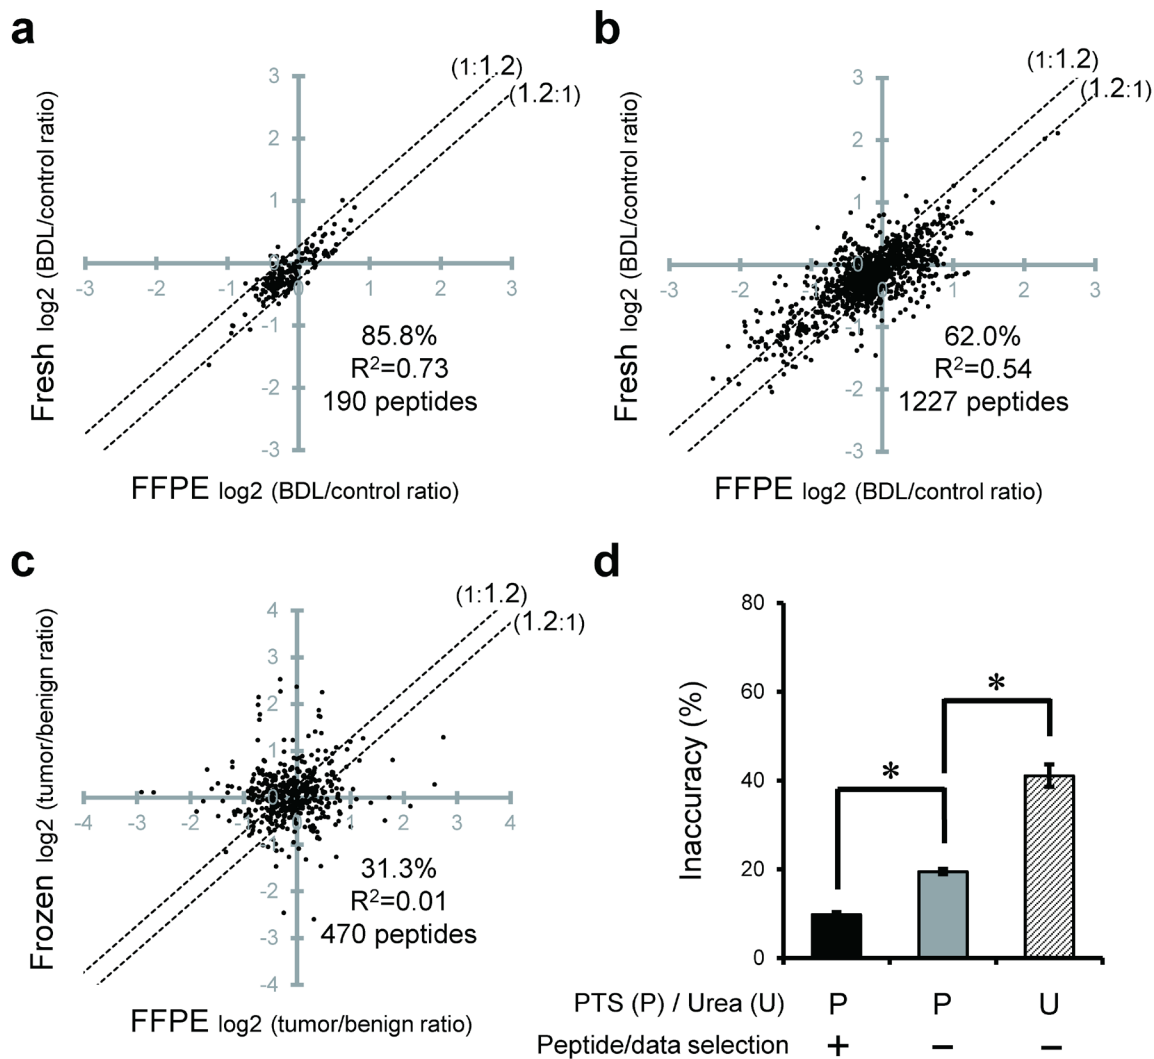 a
(1:1.2)
(1.2:1)
3
2
1
0
-3 -2 -1 0 1 2 3
-1
-2
-3
85.8%
R²=0.73
190 peptides
Fresh log2 (BDL/control ratio)
FFPE log2 (BDL/control ratio)
b
(1:1.2)
(1.2:1)
3
2
1
0
-3 -2 -1 0 1 2 3
-1
-2
-3
62.0%
R²=0.54
1227 peptides
Fresh log2 (BDL/control ratio)
FFPE log2 (BDL/control ratio)
c
(1:1.2)
(1.2:1)
4
3
2
1
0
-4 -3 -2 -1 0 1 2 3 4
-1
-2
-3
-4
31.3%
R²=0.01
470 peptides
Frozen log2 (tumor/benign ratio)
FFPE log2 (tumor/benign ratio)
d
80
60
40
20
0
Inaccuracy (%)
*
*
PTS (P) / Urea (U) P P U
Peptide/data selection + − −